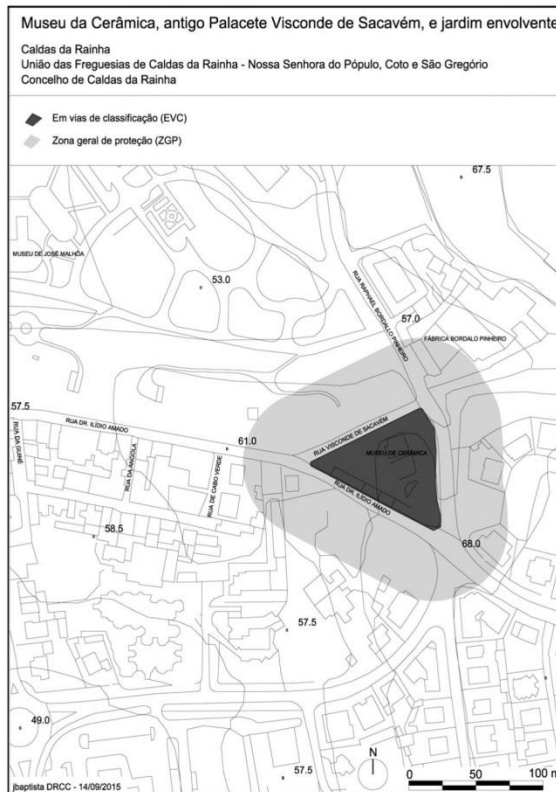 Museu da Cerâmica, antigo Palacete Visconde de Sacavém, e jardim envolvente
Caldas da Rainha
União das Freguesias de Caldas da Rainha - Nossa Senhora do Pópulo, Coto e São Gregório
Concelho de Caldas da Rainha
Em vias de classificação (EVC)
Zona geral de proteção (ZGP)
67.5
MUSEU DE JOSÉ MALHÔA
53.0
RUA RAPHAEL BORDALLO PINHEIRO
57.0
FÁBRICA BORDALO PINHEIRO
57.5
RUA DR. ILÍDIO AMADO
61.0
RUA VISCONDE DE SACAVÉM
MUSEU DE CERÂMICA
RUA DA GUINÉ
RUA DA ANGOLA
RUA DE CABO VERDE
RUA DR. ILÍDIO AMADO
58.5
68.0
57.5
49.0
57.5
N
0 50 100 m
jbaptista DRCC - 14/09/2015